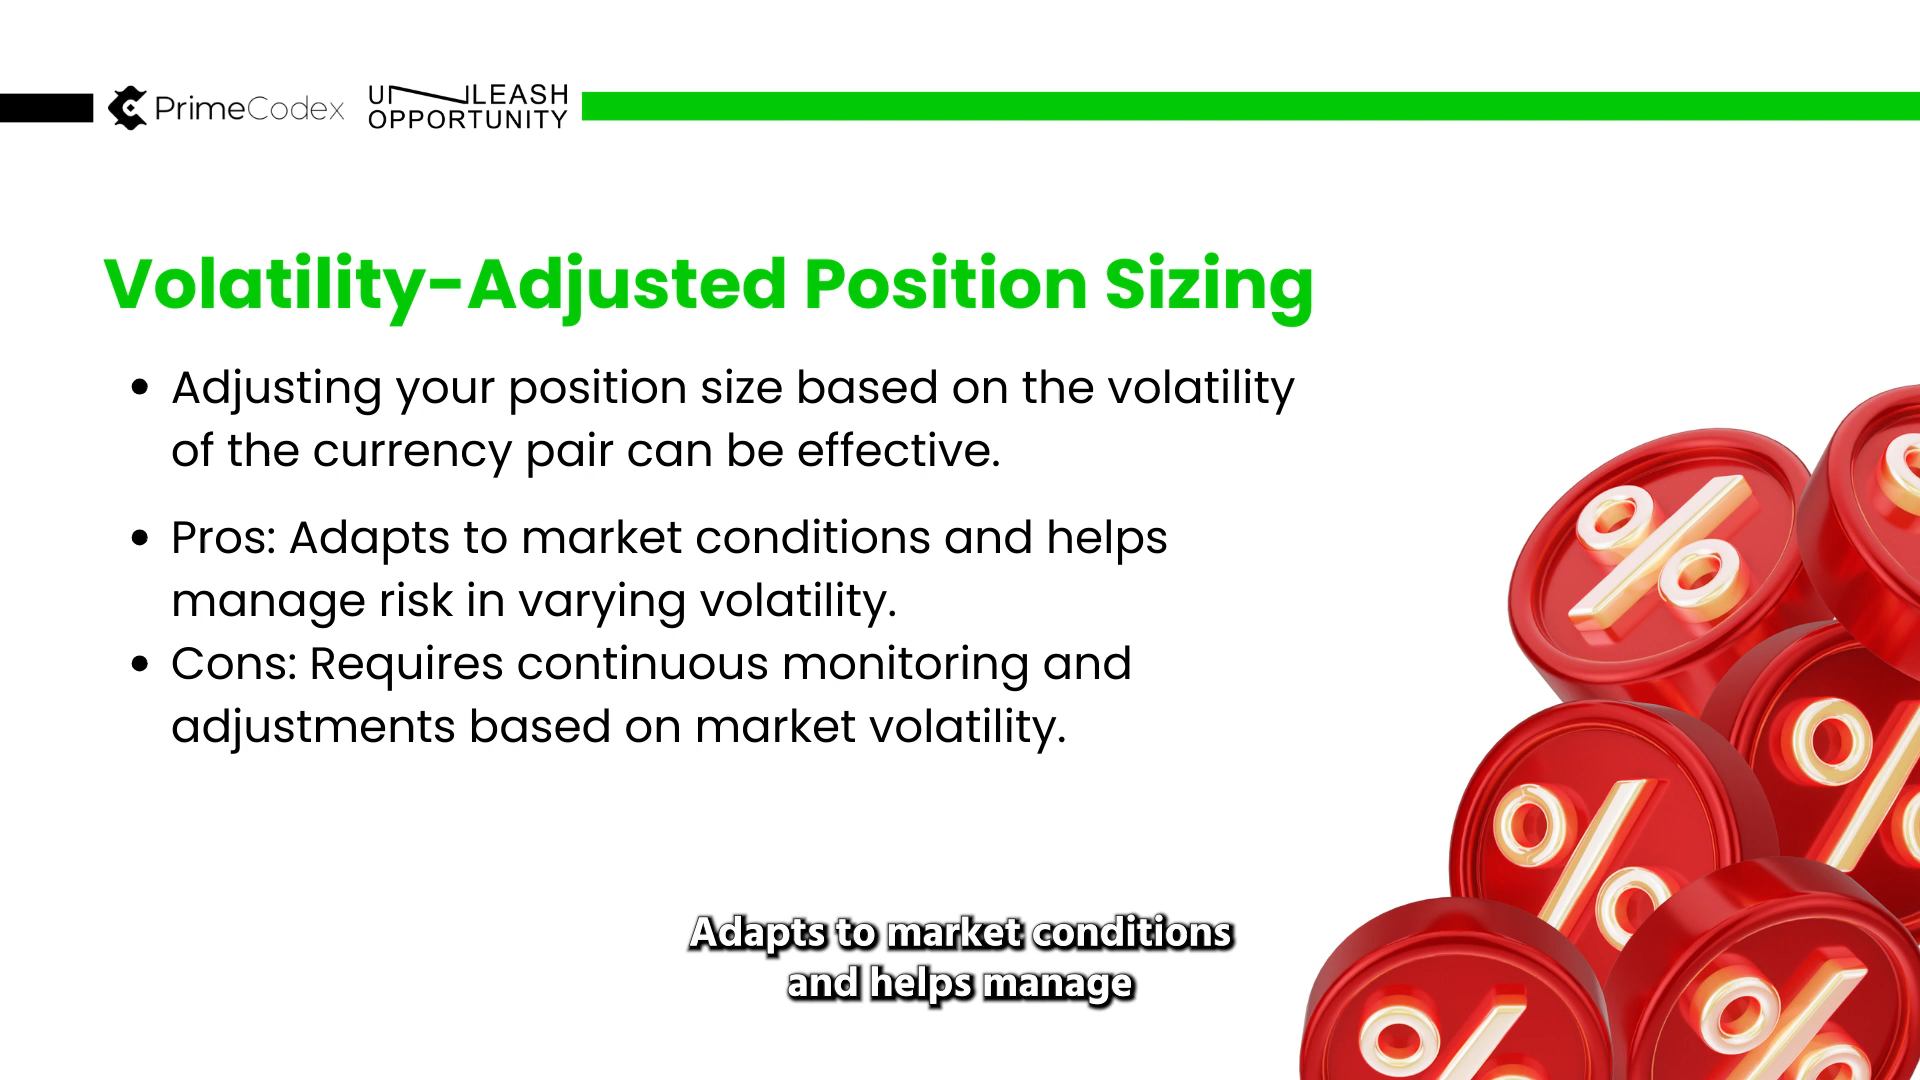 PrimeCodex
UNLEASH
OPPORTUNITY
Volatility-Adjusted Position Sizing
• Adjusting your position size based on the volatility
of the currency pair can be effective.
• Pros: Adapts to market conditions and helps
manage risk in varying volatility.
• Cons: Requires continuous monitoring and
adjustments based on market volatility.
Adapts to market conditions
and helps manage
%
%
%
%
%
%